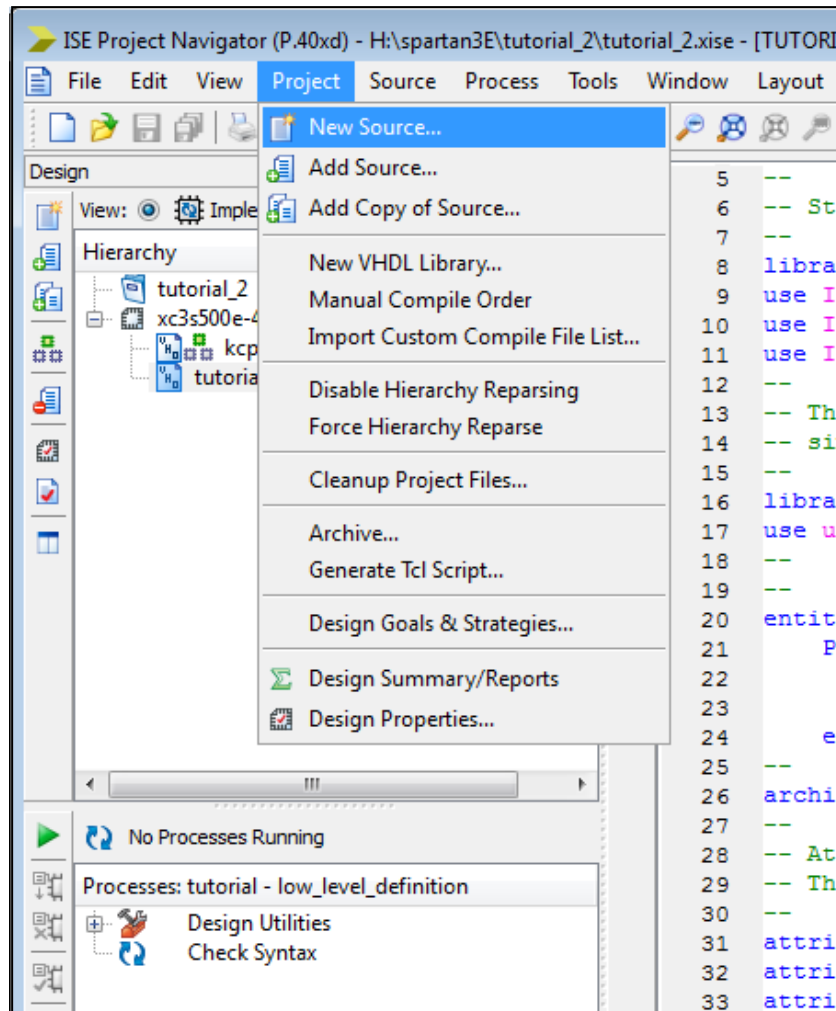 ISE Project Navigator (P.40xd) - H:\spartan3E\tutorial_2\tutorial_2.xise - [TUTORI
File Edit View Project Source Process Tools Window Layout
New Source...
Add Source...
Add Copy of Source...
New VHDL Library...
Manual Compile Order
Import Custom Compile File List...
Disable Hierarchy Reparsing
Force Hierarchy Reparse
Cleanup Project Files...
Archive...
Generate Tcl Script...
Design Goals & Strategies...
Design Summary/Reports
Design Properties...
Design
View: Imple
Hierarchy
tutorial_2
xc3s500e-4
kcp
tutoria
5 --
6 -- St
7 --
8 libra
9 use I
10 use I
11 use I
12 --
13 -- Th
14 -- si
15 --
16 libra
17 use u
18 --
19 --
20 entit
21 P
22
23
24 e
25 --
26 archi
27 --
28 -- At
29 -- Th
30 --
31 attri
32 attri
33 attri
No Processes Running
Processes: tutorial - low_level_definition
Design Utilities
Check Syntax